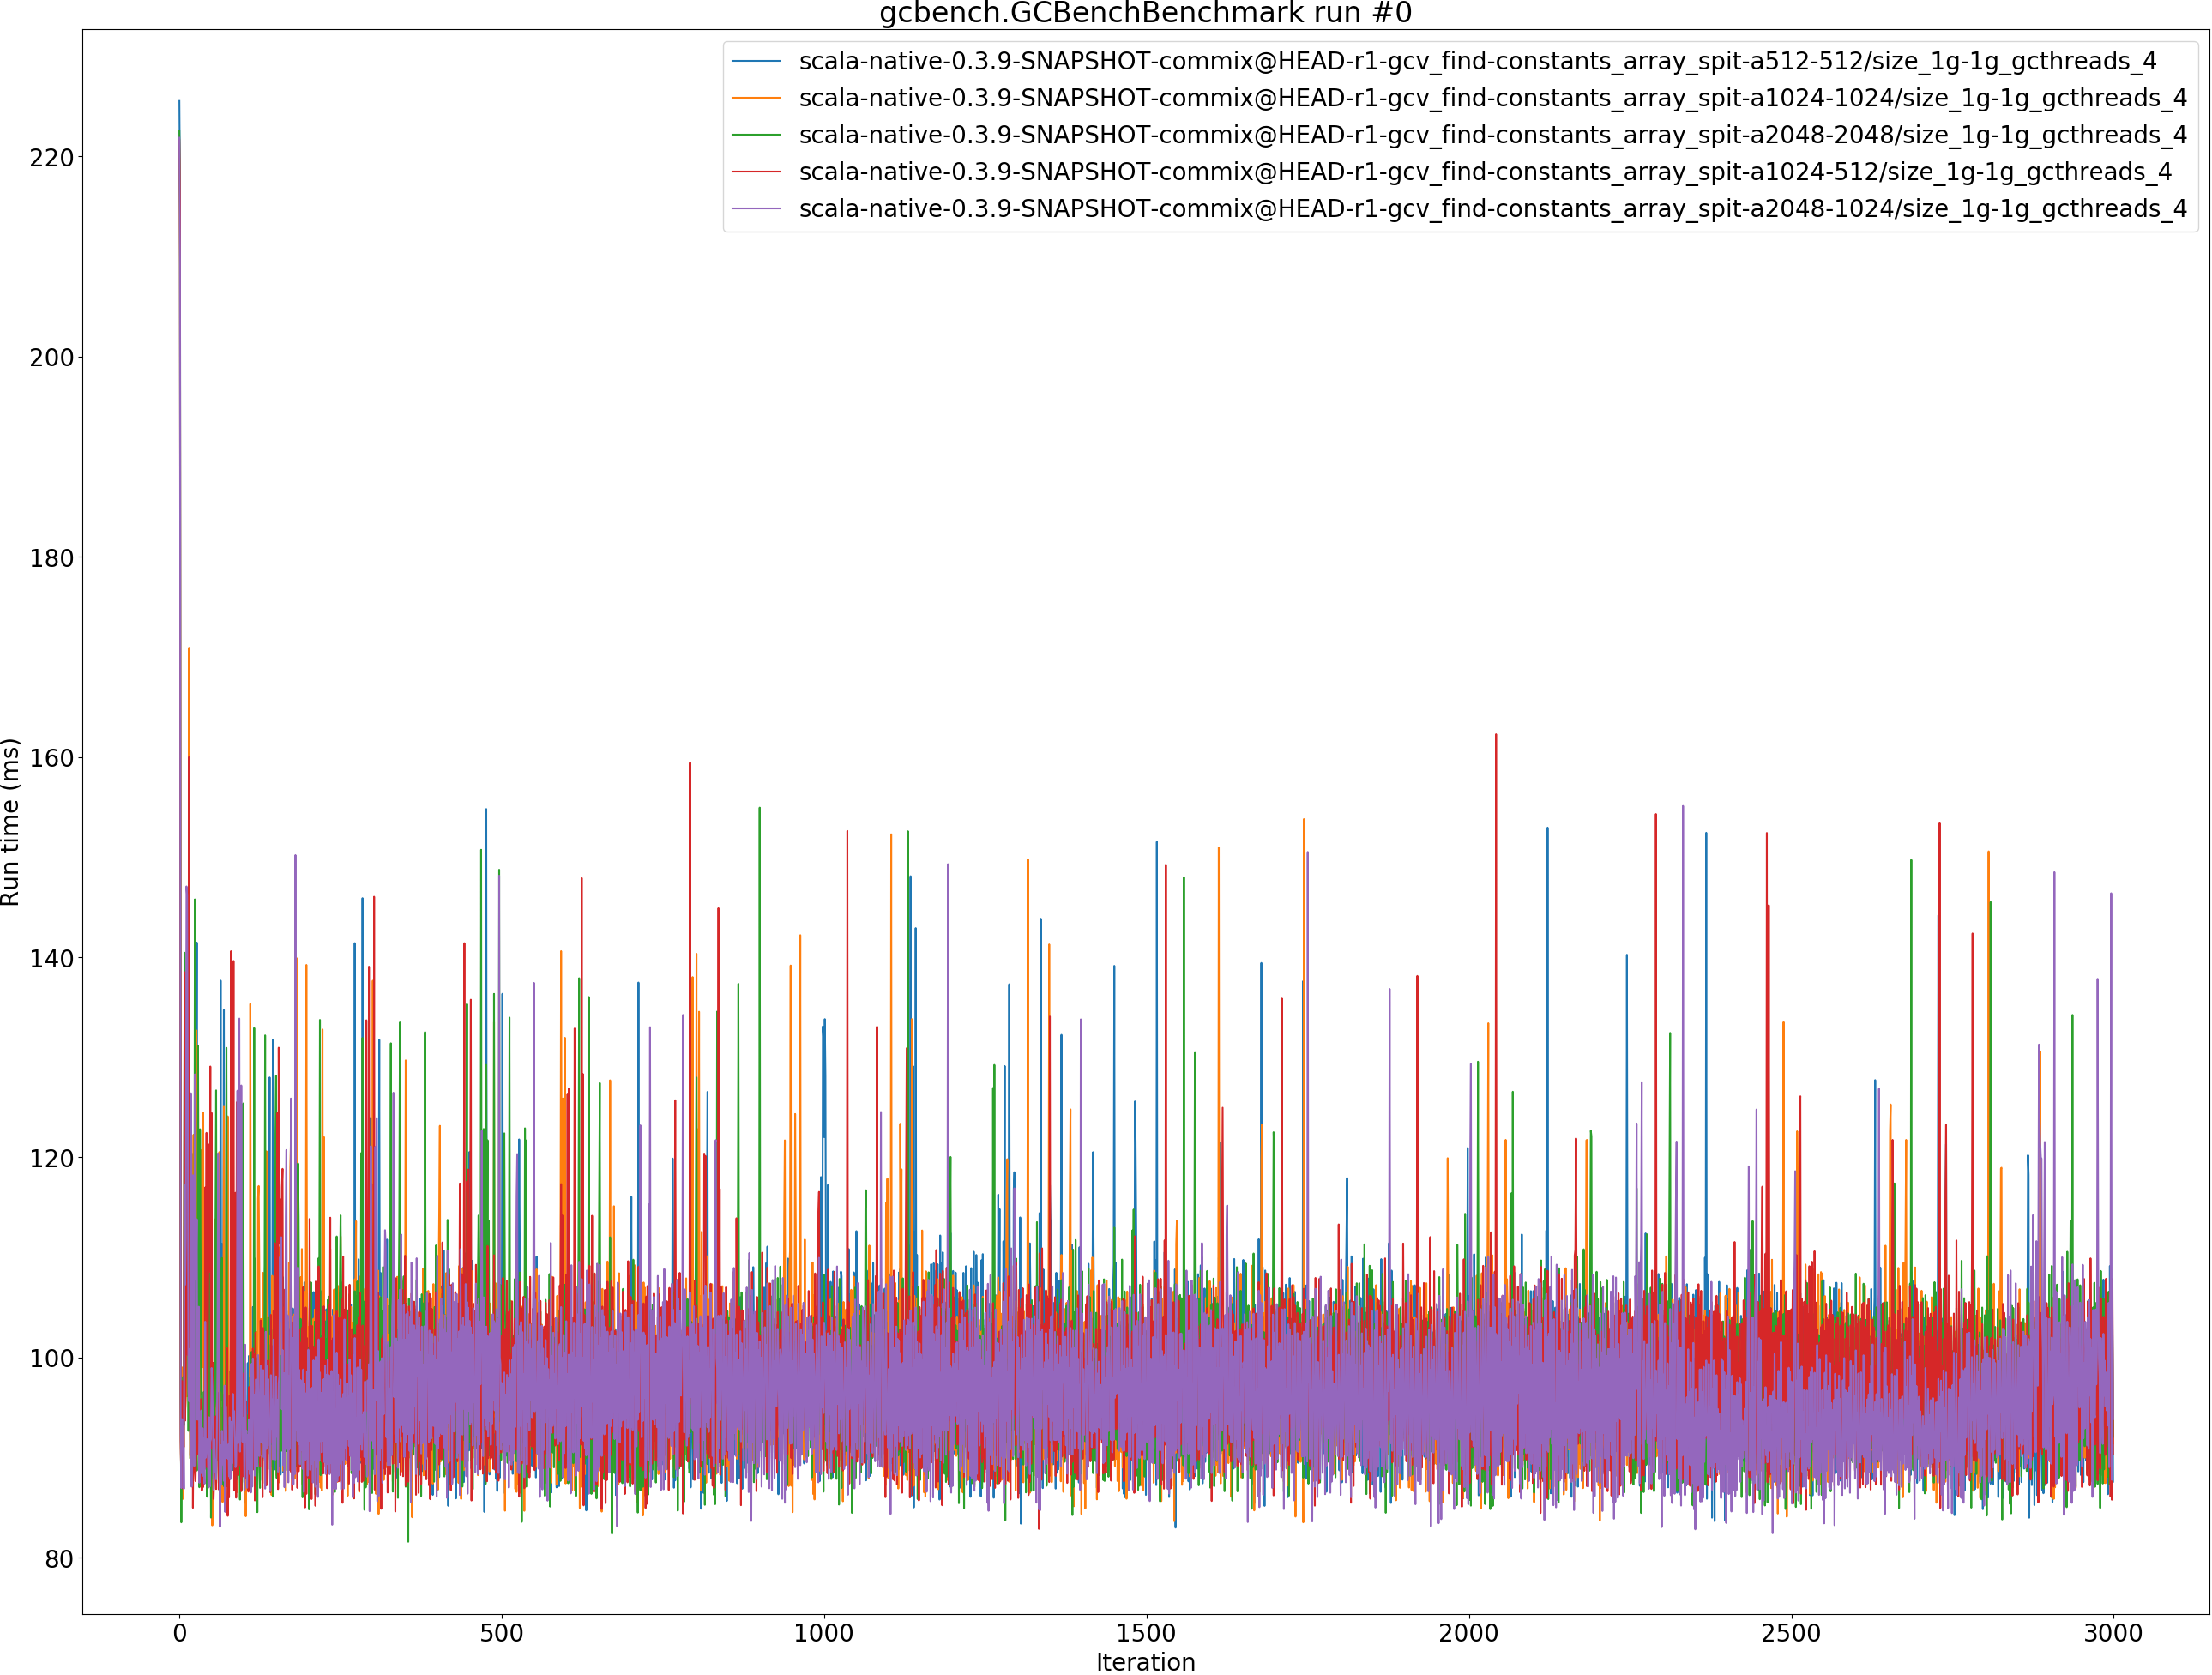 gcbench.GCBenchBenchmark run #0
scala-native-0.3.9-SNAPSHOT-commix@HEAD-r1-gcv_find-constants_array_spit-a512-512/size_1g-1g_gcthreads_4
scala-native-0.3.9-SNAPSHOT-commix@HEAD-r1-gcv_find-constants_array_spit-a1024-1024/size_1g-1g_gcthreads_4
scala-native-0.3.9-SNAPSHOT-commix@HEAD-r1-gcv_find-constants_array_spit-a2048-2048/size_1g-1g_gcthreads_4
scala-native-0.3.9-SNAPSHOT-commix@HEAD-r1-gcv_find-constants_array_spit-a1024-512/size_1g-1g_gcthreads_4
scala-native-0.3.9-SNAPSHOT-commix@HEAD-r1-gcv_find-constants_array_spit-a2048-1024/size_1g-1g_gcthreads_4
220
200
180
160
140
120
100
80
Run time (ms)
0 500 1000 1500 2000 2500 3000
Iteration